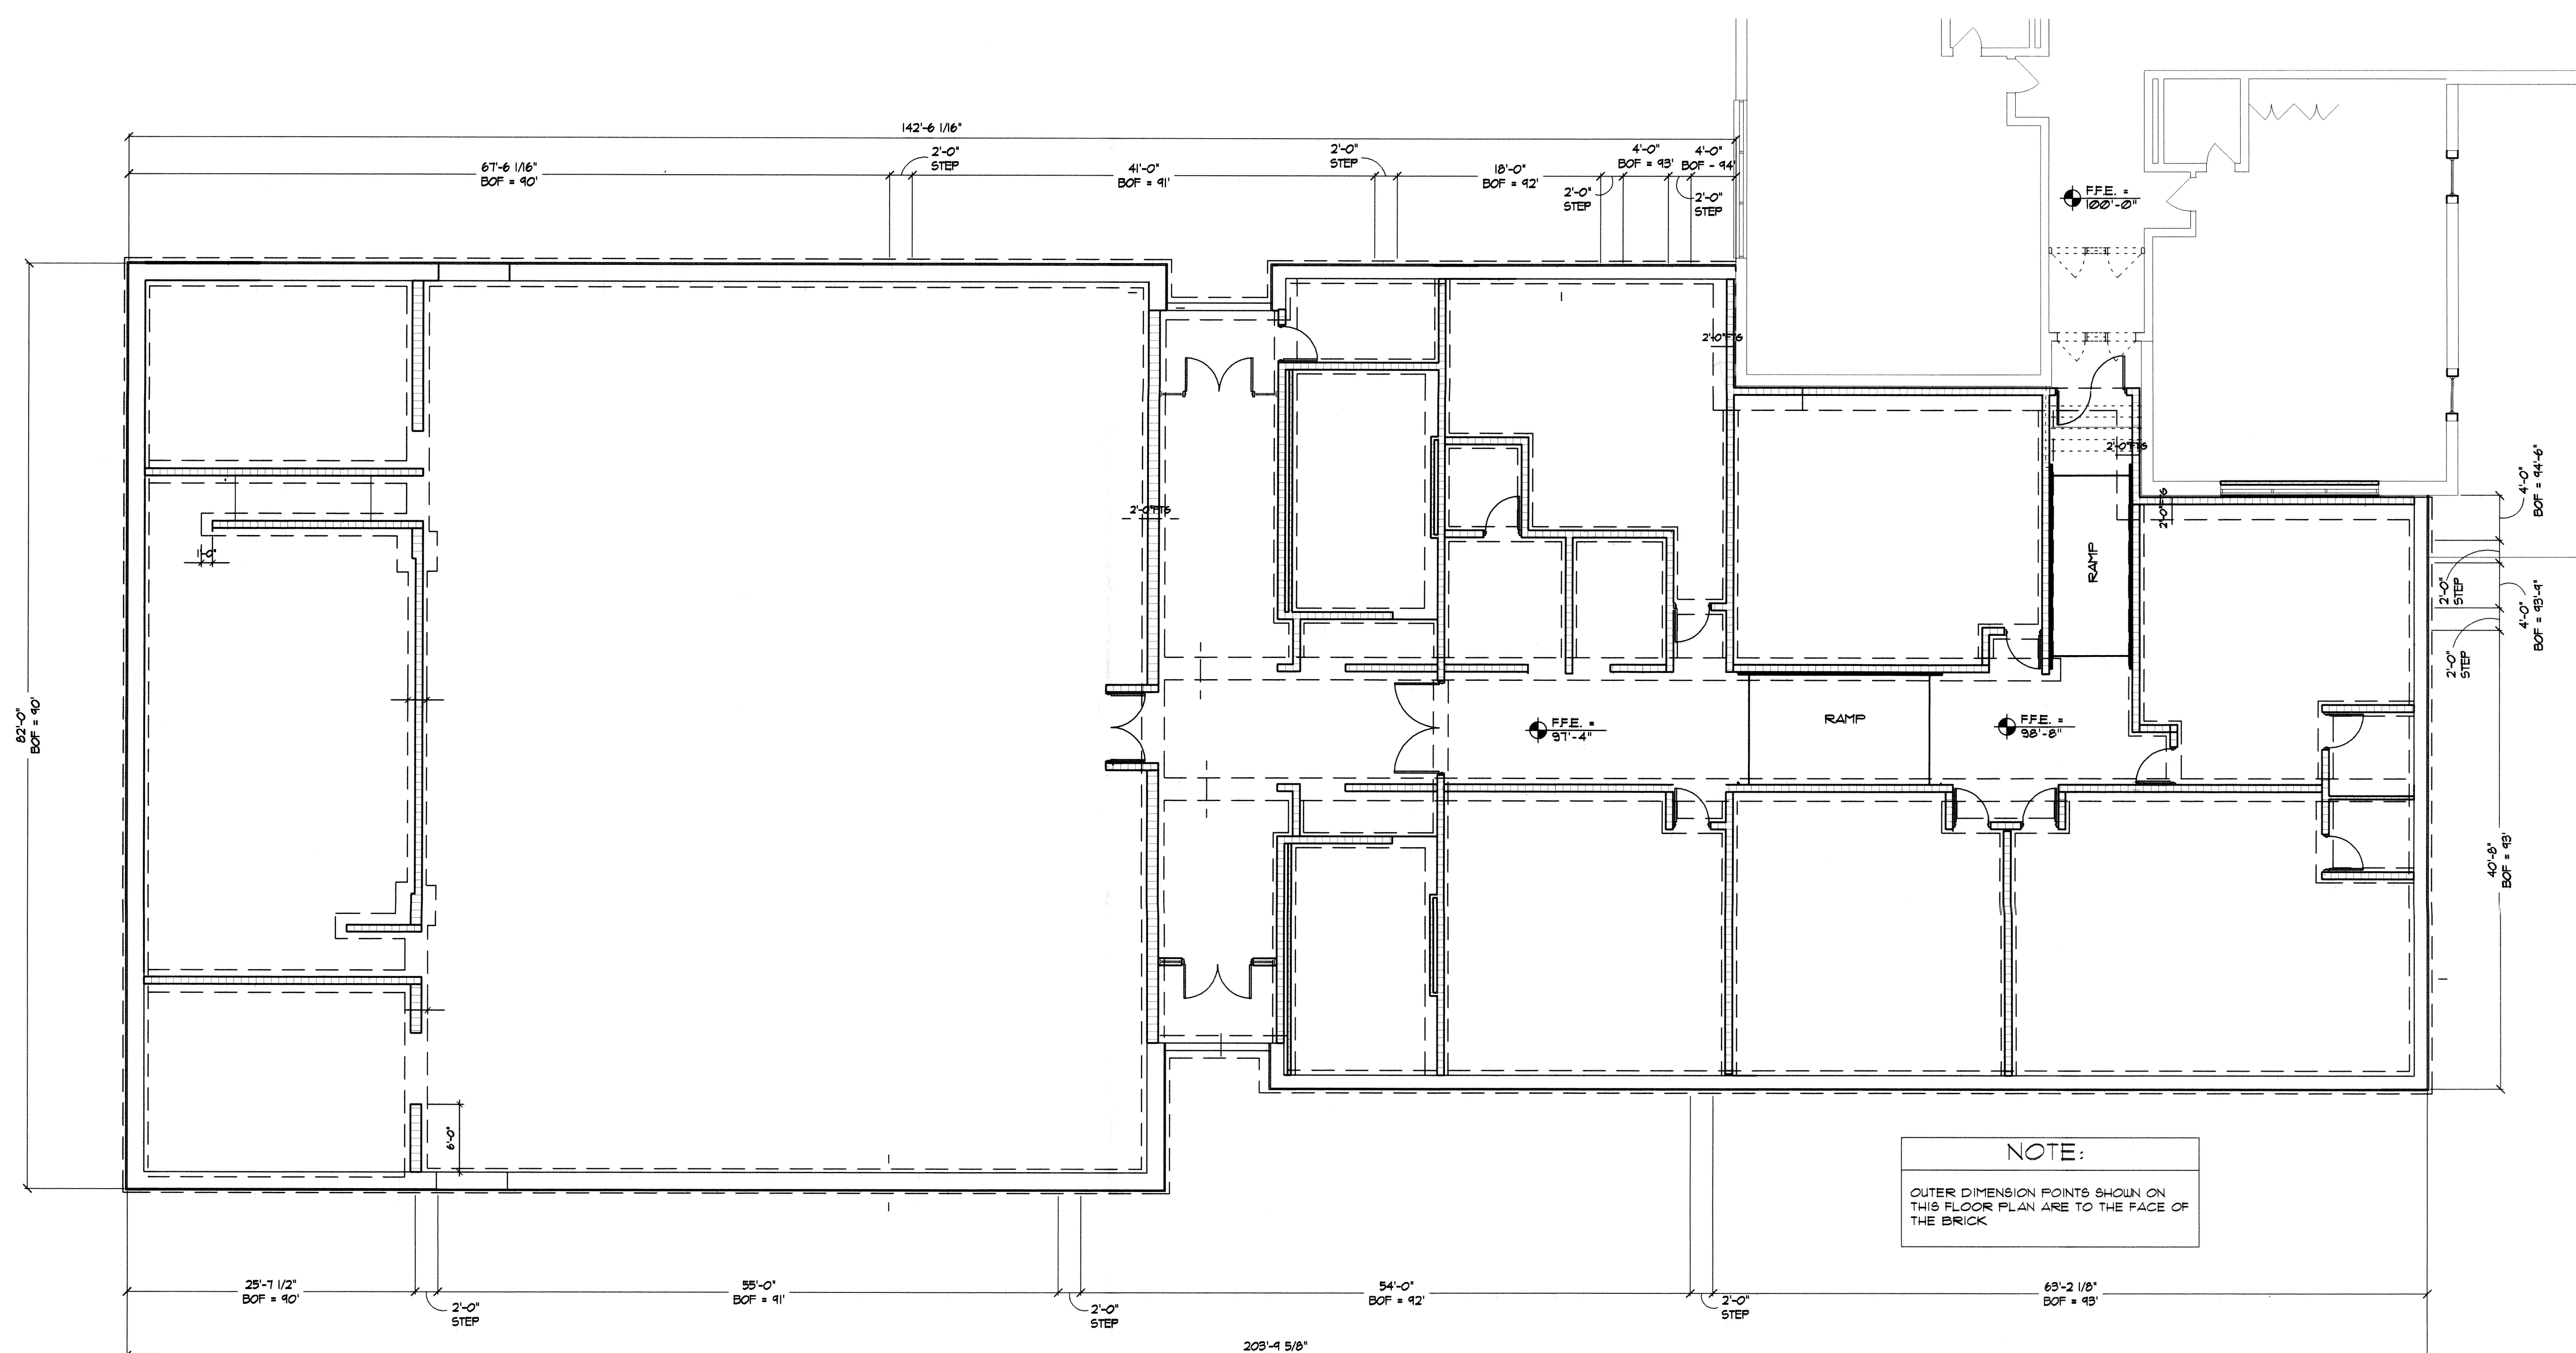 142'-6 1/16"
67'-6 1/16"
BOF = 90'
2'-0"
STEP
41'-0"
BOF = 91'
2'-0"
STEP
18'-0"
BOF = 92'
2'-0"
STEP
4'-0"
BOF = 93'
4'-0"
BOF - 94'
2'-0"
STEP
F.F.E. =
100'-0"
2'-0"FTG
2'-0"FTG
2'-0"FTG
2'-0"FTG
1'-0"
RAMP
4'-0"
BOF = 94'-6"
2'-0"
STEP
4'-0"
BOF = 93'-9"
2'-0"
STEP
82'-0"
BOF = 90'
F.F.E. =
97'-4"
RAMP
F.F.E. =
98'-8"
40'-8"
BOF = 93'
6'-0"
NOTE:
OUTER DIMENSION POINTS SHOWN ON
THIS FLOOR PLAN ARE TO THE FACE OF
THE BRICK
25'-7 1/2"
BOF = 90'
2'-0"
STEP
55'-0"
BOF = 91'
2'-0"
STEP
54'-0"
BOF = 92'
2'-0"
STEP
63'-2 1/8"
BOF = 93'
203'-9 5/8"